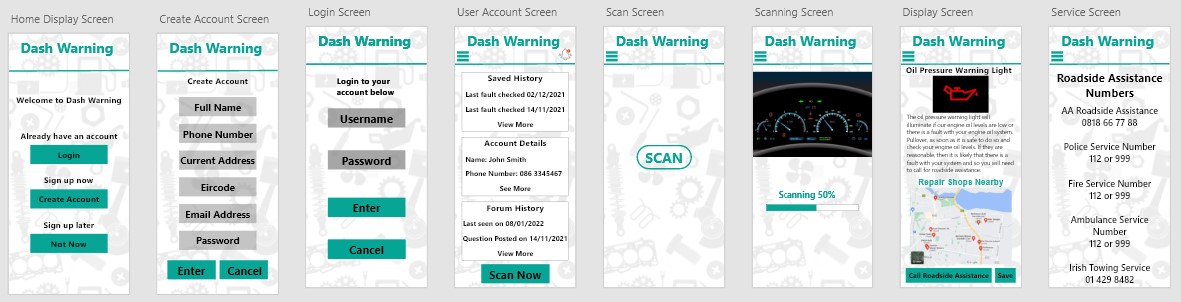 Home Display Screen
Dash Warning
Welcome to Dash Warning
Already have an account
Login
Sign up now
Create Account
Sign up later
Not Now
Create Account Screen
Dash Warning
Create Account
Full Name
Phone Number
Current Address
Eircode
Email Address
Password
Enter
Cancel
Login Screen
Dash Warning
Login to your
account below
Username
Password
Enter
Cancel
User Account Screen
Dash Warning
Saved History
Last fault checked 02/12/2021
Last fault checked 14/11/2021
View More
Account Details
Name: John Smith
Phone Number: 086 3345467
See More
Forum History
Last seen on 08/01/2022
Question Posted on 14/11/2021
View More
Scan Now
Scan Screen
Dash Warning
SCAN
Scanning Screen
Dash Warning
Scanning 50%
Display Screen
Dash Warning
Oil Pressure Warning Light
The oil pressure warning light will
illuminate if our engine oil levels are low or
there is a fault with your engine oil system.
Pullover, as soon as it is safe to do so and
check your engine oil levels. If they are
reasonable, then it is likely that there is a
fault with your system and so you will need
to call for roadside assistance.
Repair Shops Nearby
Call Roadside Assistance
Save
Service Screen
Dash Warning
Roadside Assistance
Numbers
AA Roadside Assistance
0818 66 77 88
Police Service Number
112 or 999
Fire Service Number
112 or 999
Ambulance Service
Number
112 or 999
Irish Towing Service
01 429 8482